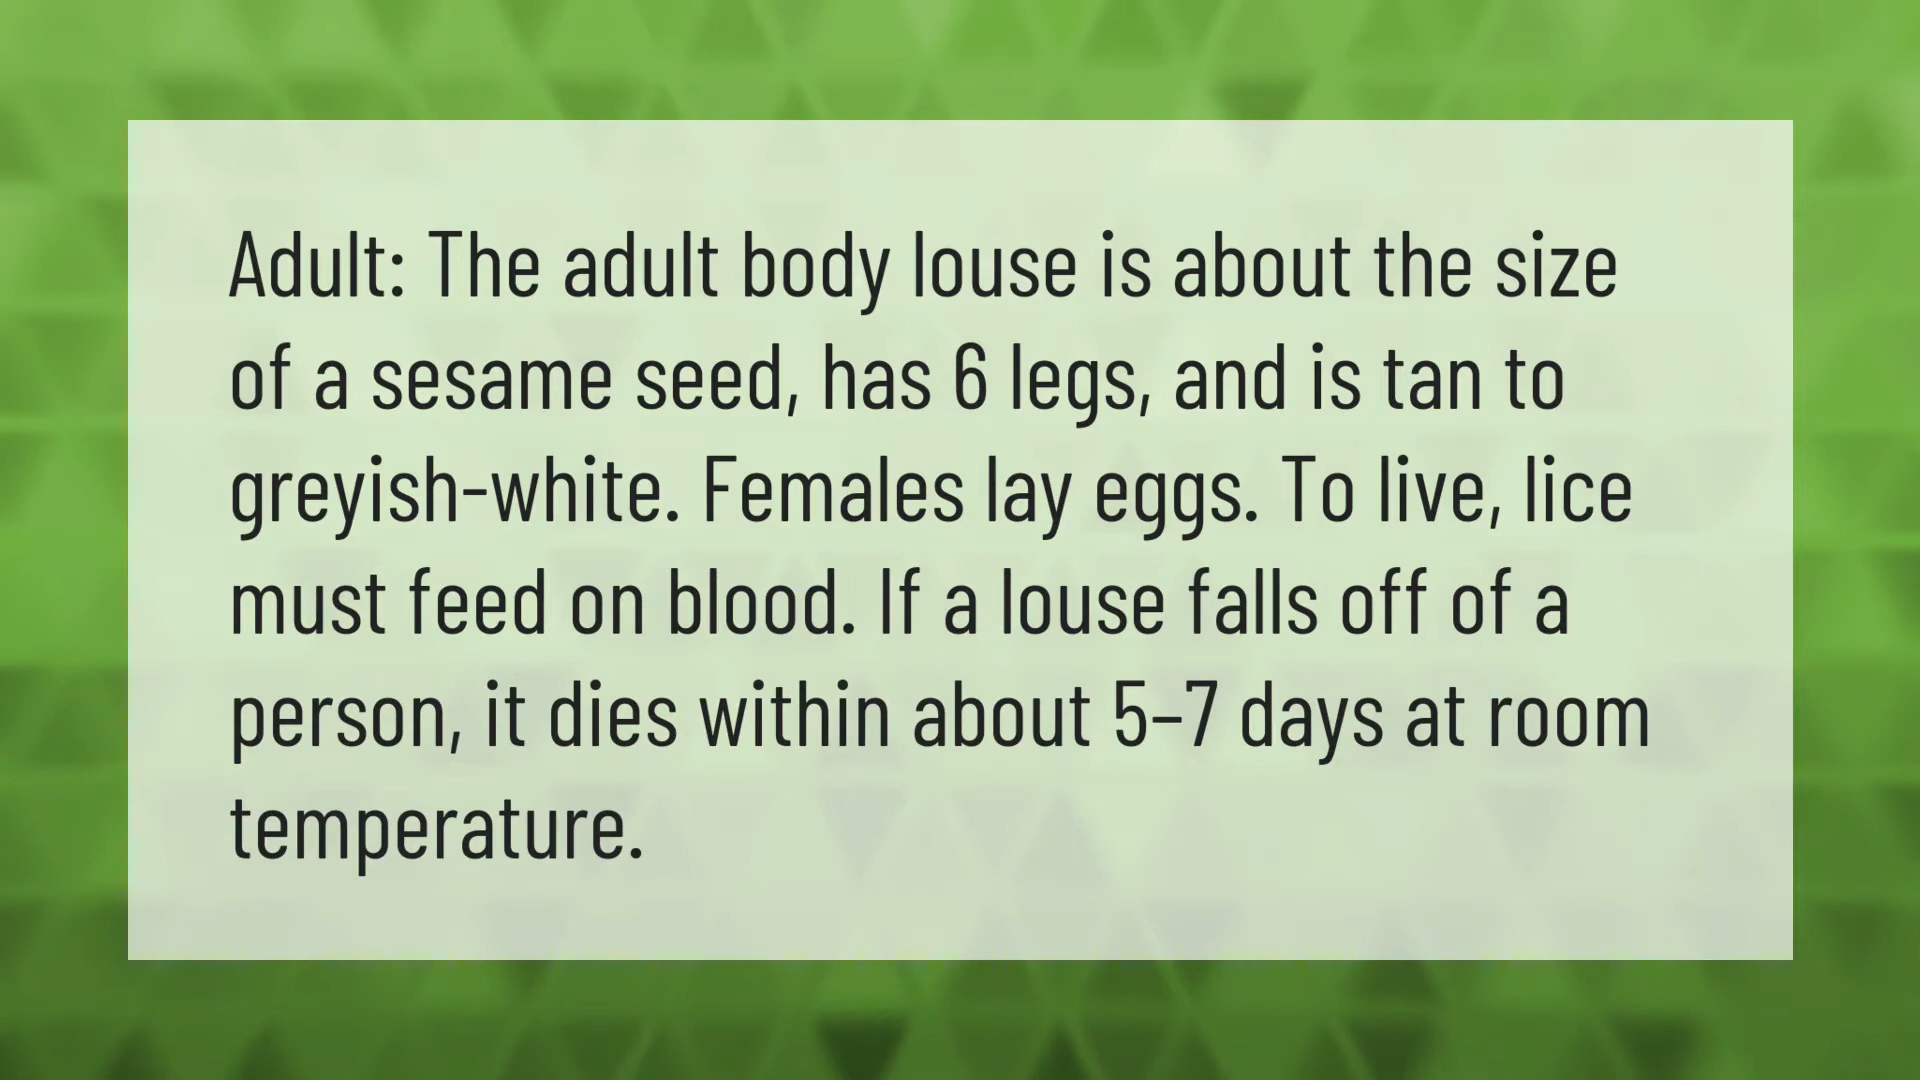 Adult: The adult body louse is about the size
of a sesame seed, has 6 legs, and is tan to
greyish-white. Females lay eggs. To live, lice
must feed on blood. If a louse falls off of a
person, it dies within about 5–7 days at room
temperature.